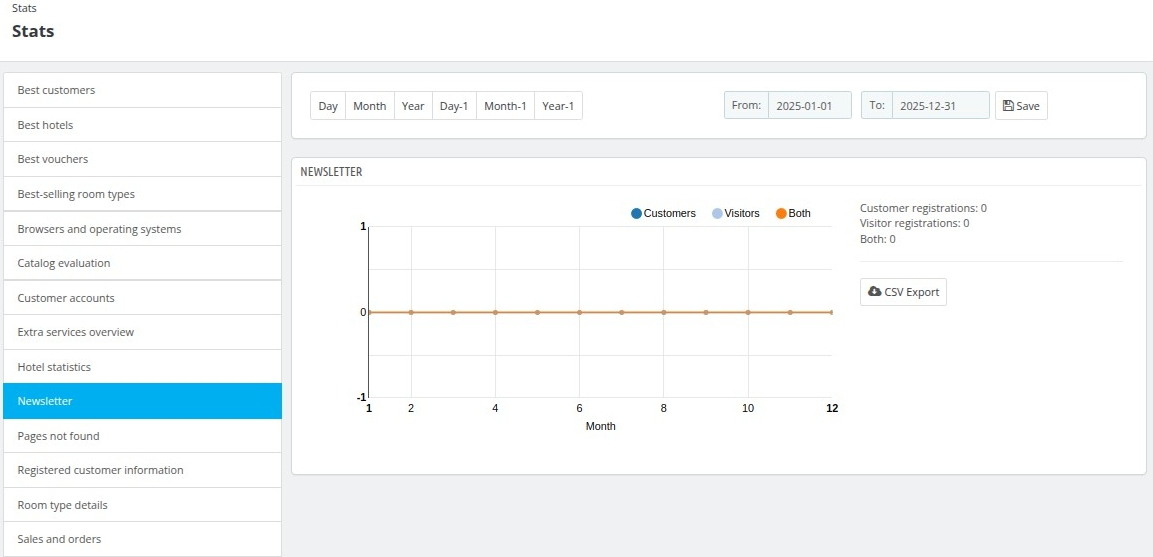 Stats
Stats
Best customers
Best hotels
Best vouchers
Best-selling room types
Browsers and operating systems
Catalog evaluation
Customer accounts
Extra services overview
Hotel statistics
Newsletter
Pages not found
Registered customer information
Room type details
Sales and orders
Day Month Year Day-1 Month-1 Year-1
From: 2025-01-01 To: 2025-12-31 Save
NEWSLETTER
Customers Visitors Both
1
0
-1
1 2 4 6 8 10 12
Month
Customer registrations: 0
Visitor registrations: 0
Both: 0
CSV Export